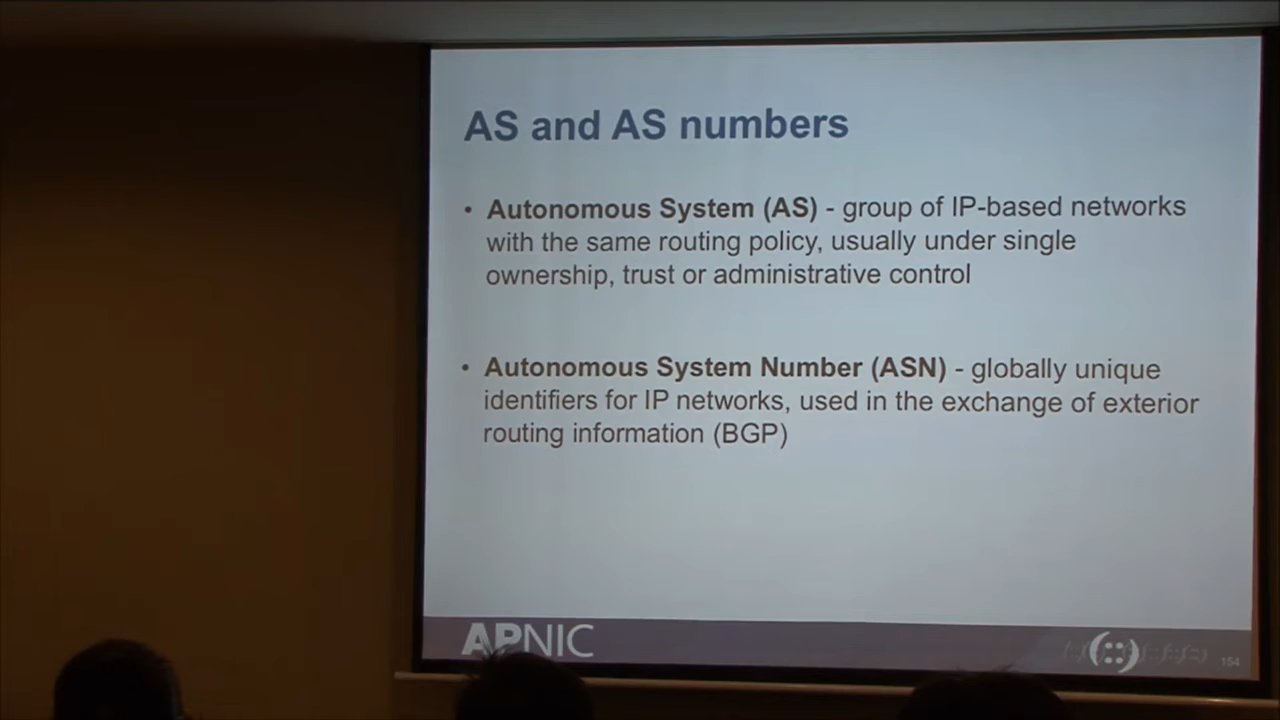 AS and AS numbers
• Autonomous System (AS) - group of IP-based networks
with the same routing policy, usually under single
ownership, trust or administrative control
• Autonomous System Number (ASN) - globally unique
identifiers for IP networks, used in the exchange of exterior
routing information (BGP)
APNIC
154